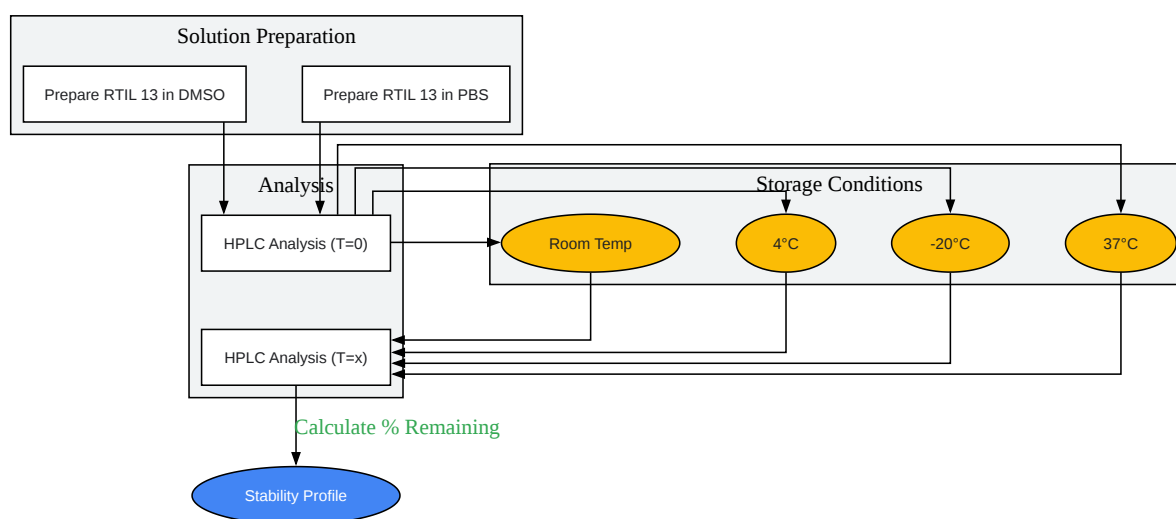 Solution Preparation
Prepare RTIL 13 in DMSO
Prepare RTIL 13 in PBS
Analysis
Storage Conditions
HPLC Analysis (T=0)
Room Temp
4°C
-20°C
37°C
HPLC Analysis (T=x)
Calculate % Remaining
Stability Profile